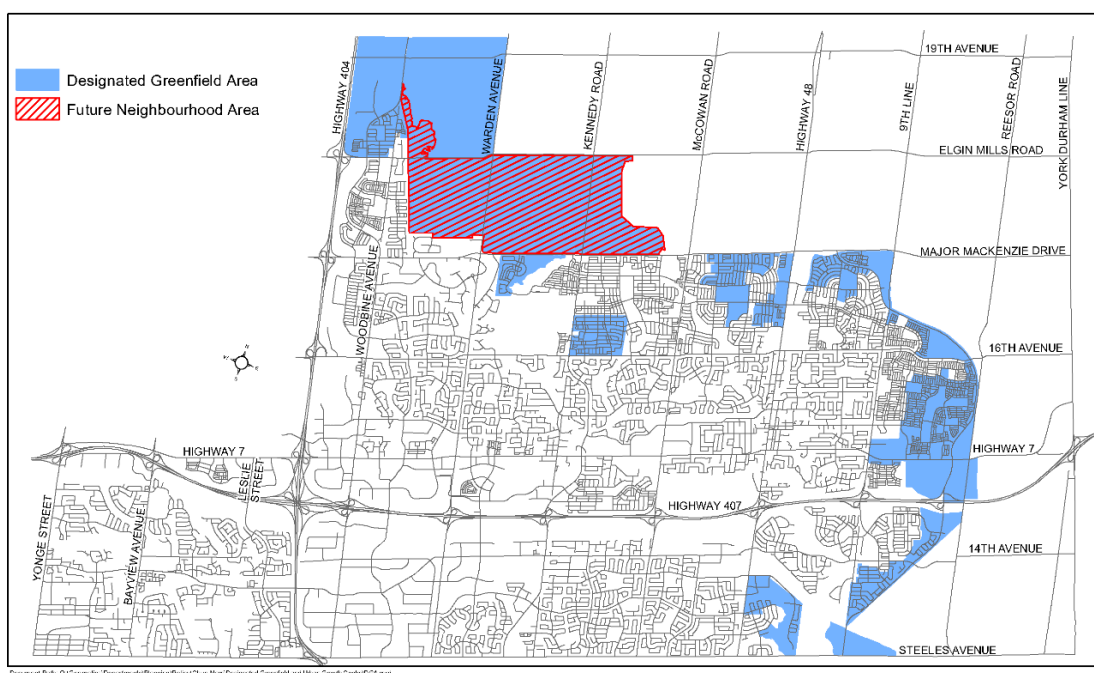 Designated Greenfield Area
Future Neighbourhood Area
19TH AVENUE
HIGHWAY 404
WARDEN AVENUE
KENNEDY ROAD
McCOWAN ROAD
HIGHWAY 48
9TH LINE
REESOR ROAD
YORK DURHAM LINE
ELGIN MILLS ROAD
MAJOR MACKENZIE DRIVE
WOODBINE AVENUE
16TH AVENUE
HIGHWAY 7
LESLIE
STREET
HIGHWAY 7
HIGHWAY 407
YONGE STREET
BAYVIEW AVENUE
14TH AVENUE
STEELES AVENUE